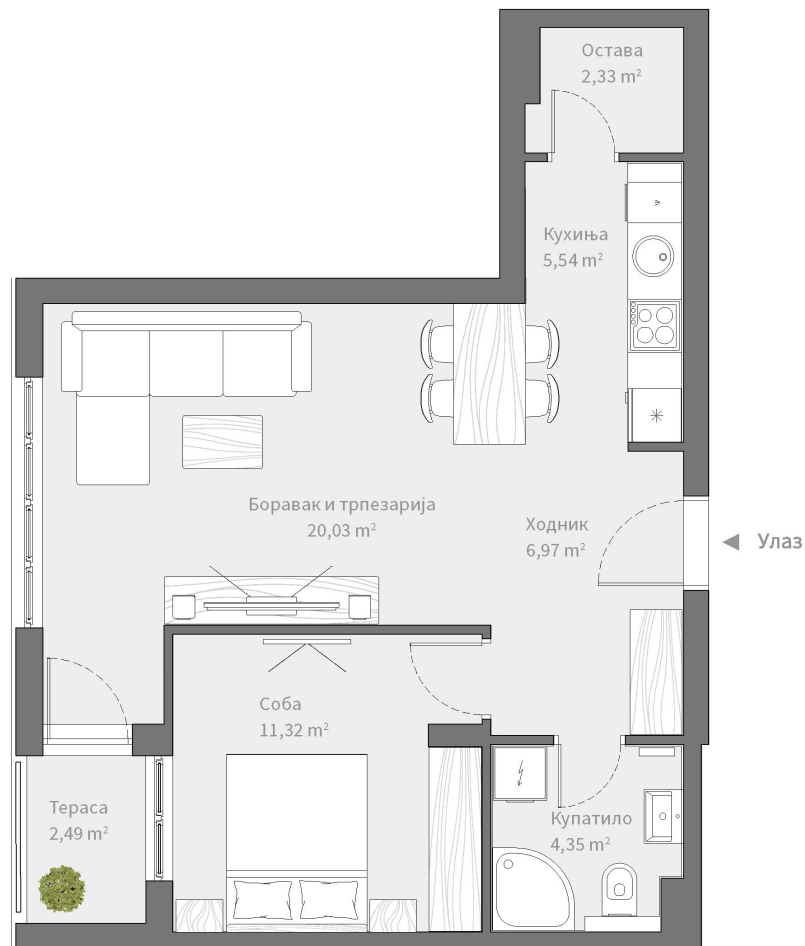 Остава
2,33 m²
Кухиња
5,54 m²
Боравак и трпезарија
20,03 m²
Ходник
6,97 m²
Улаз
Соба
11,32 m²
Тераса
2,49 m²
Купатило
4,35 m²